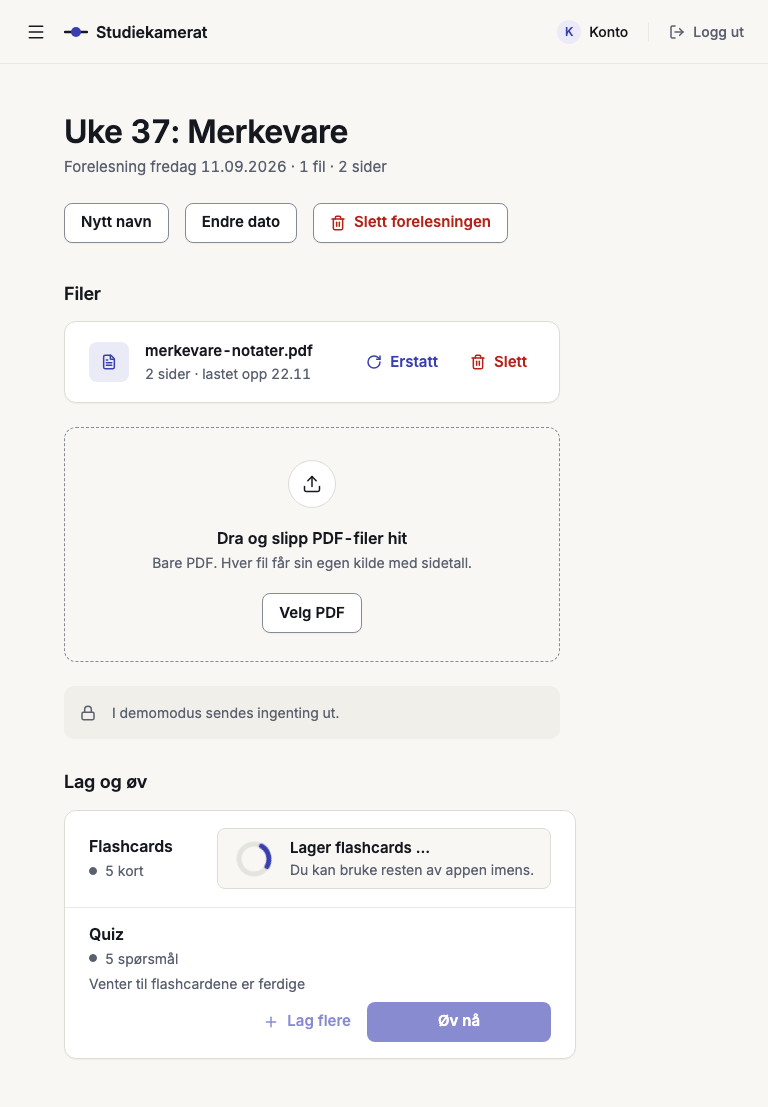 Studiekamerat
K Konto
Logg ut
Uke 37: Merkevare
Forelesning fredag 11.09.2026 · 1 fil · 2 sider
Nytt navn
Endre dato
Slett forelesningen
Filer
merkevare-notater.pdf
2 sider · lastet opp 22.11
Erstatt
Slett
Dra og slipp PDF-filer hit
Bare PDF. Hver fil får sin egen kilde med sidetall.
Velg PDF
I demomodus sendes ingenting ut.
Lag og øv
Flashcards
5 kort
Lager flashcards ...
Du kan bruke resten av appen imens.
Quiz
5 spørsmål
Venter til flashcardene er ferdige
Lag flere
Øv nå